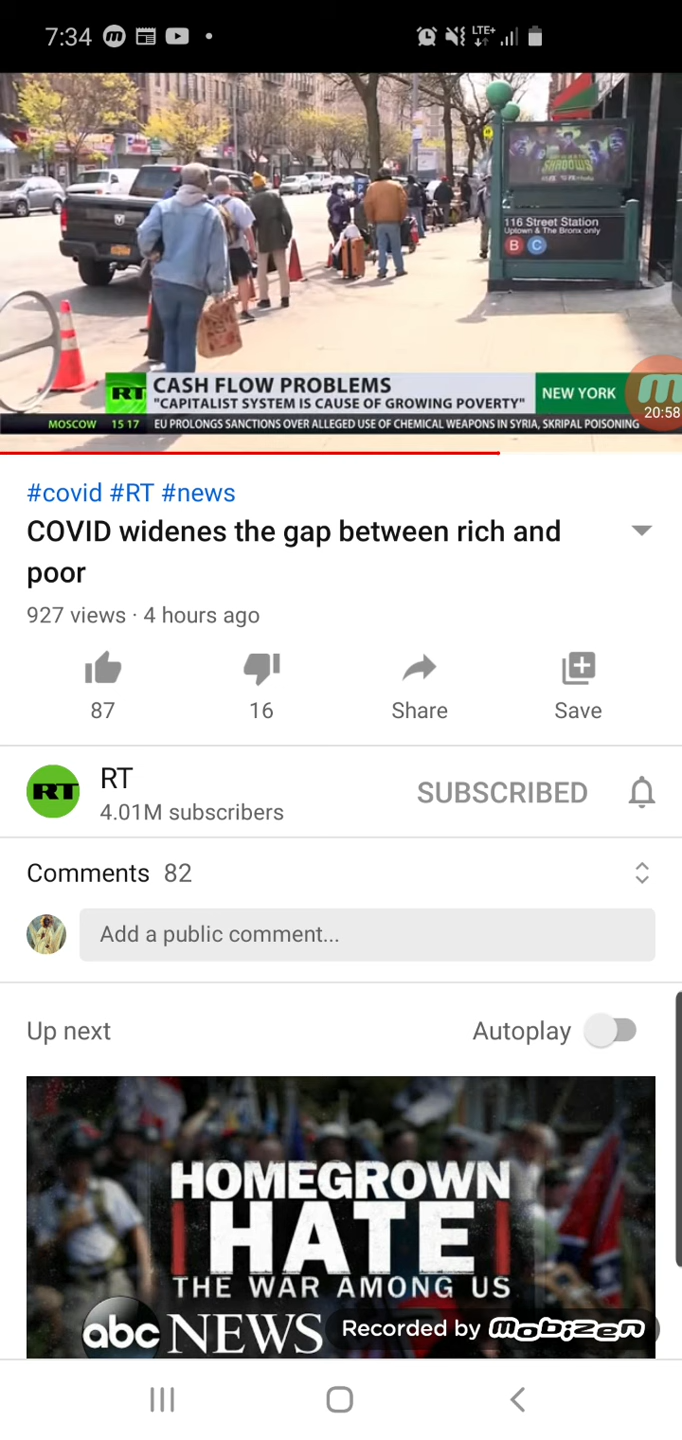 7:34
LTE+
SHADOWS
116 Street Station
Uptown & The Bronx only
B C
RT CASH FLOW PROBLEMS
"CAPITALIST SYSTEM IS CAUSE OF GROWING POVERTY"
NEW YORK
20:58
MOSCOW 15 17 EU PROLONGS SANCTIONS OVER ALLEGED USE OF CHEMICAL WEAPONS IN SYRIA, SKRIPAL POISONING
#covid #RT #news
COVID widenes the gap between rich and
poor
927 views · 4 hours ago
87 16 Share Save
RT
RT
4.01M subscribers
SUBSCRIBED
Comments 82
Add a public comment...
Up next Autoplay
HOMEGROWN
HATE
THE WAR AMONG US
abc NEWS
Recorded by mobizen